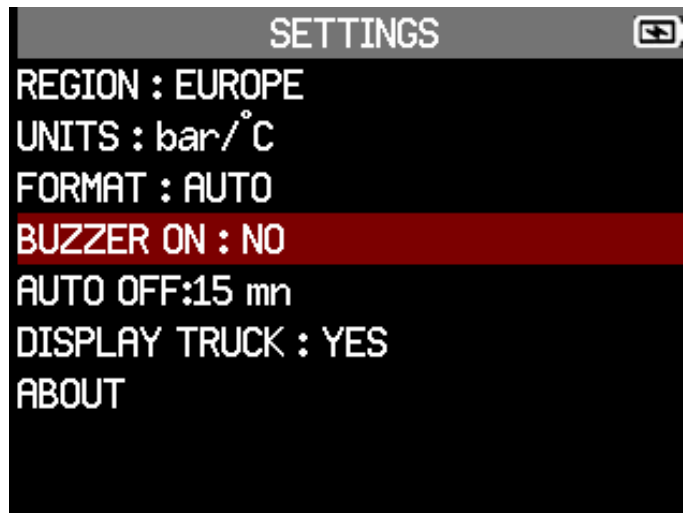 SETTINGS
REGION : EUROPE
UNITS : bar/°C
FORMAT : AUTO
BUZZER ON : NO
AUTO OFF:15 mn
DISPLAY TRUCK : YES
ABOUT